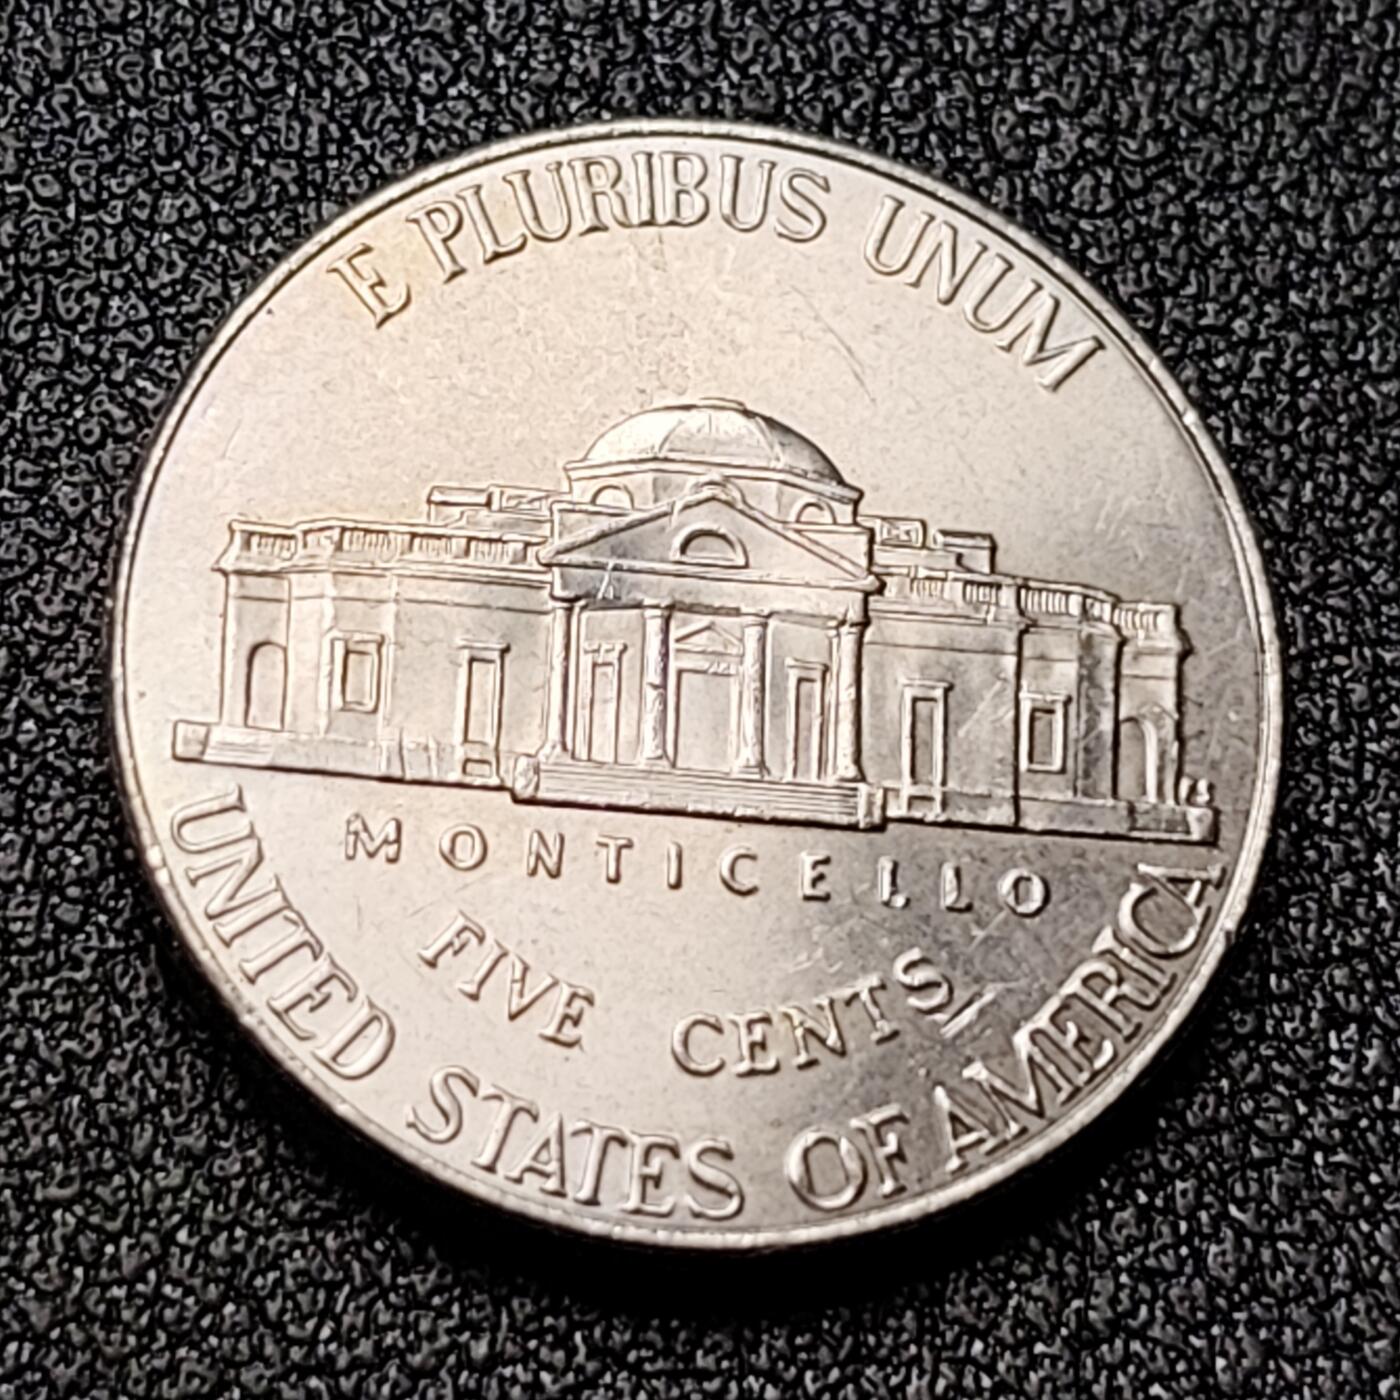 E PLURIBUS UNUM
MONTICELLO
FIVE CENTS
UNITED STATES OF AMERICA